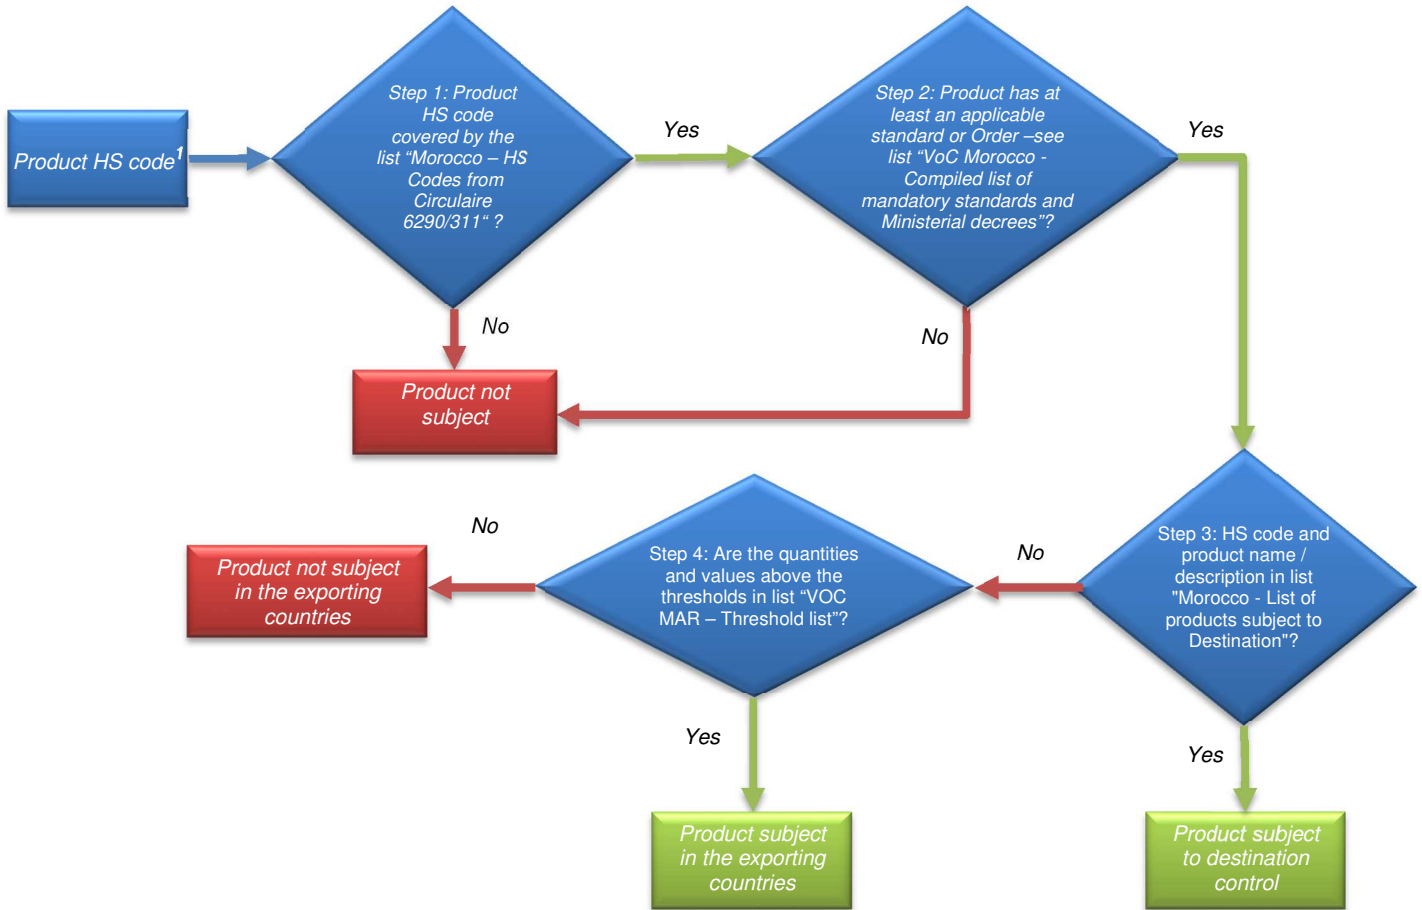 Product HS code¹
Step 1: Product
HS code
covered by the
list “Morocco – HS
Codes from
Circulaire
6290/311“ ?
Yes
Step 2: Product has at
least an applicable
standard or Order –see
list “VoC Morocco -
Compiled list of
mandatory standards and
Ministerial decrees”?
Yes
No
No
Product not
subject
Step 3: HS code and
product name /
description in list
"Morocco - List of
products subject to
Destination"?
No
Step 4: Are the quantities
and values above the
thresholds in list “VOC
MAR – Threshold list”?
No
Product not subject
in the exporting
countries
Yes
Yes
Product subject
in the exporting
countries
Product subject
to destination
control